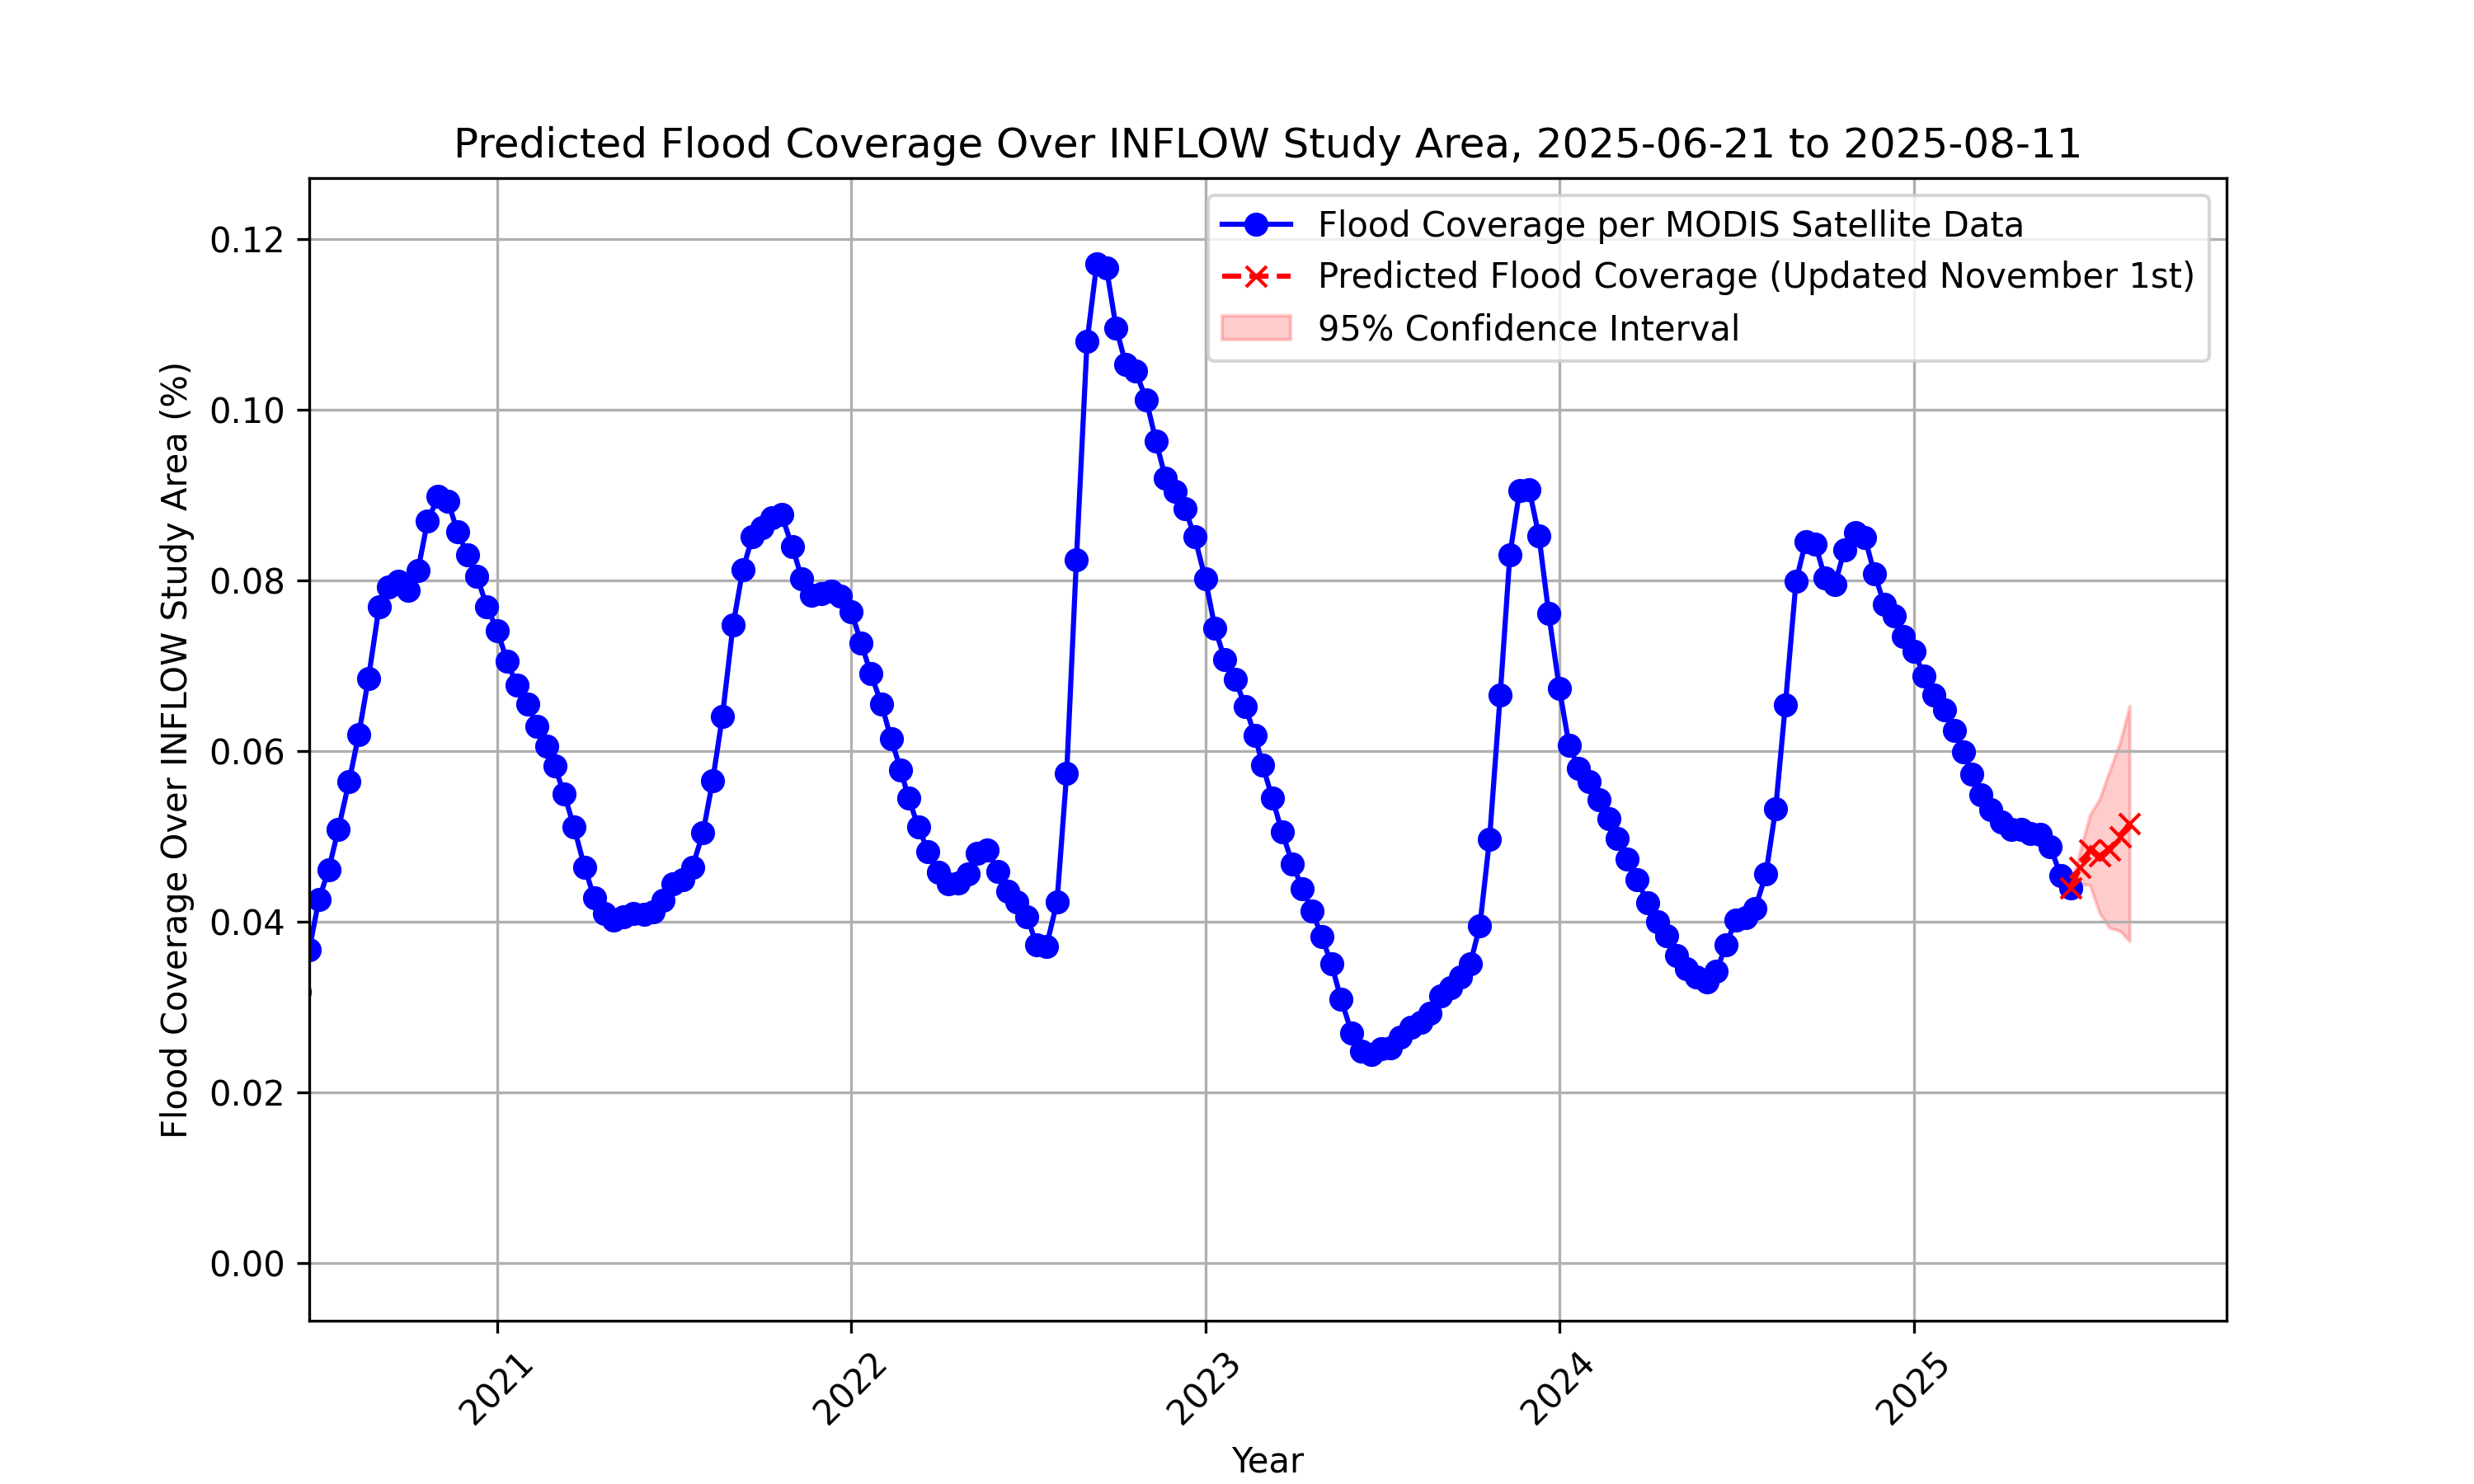 Predicted Flood Coverage Over INFLOW Study Area, 2025-06-21 to 2025-08-11
Flood Coverage per MODIS Satellite Data
Predicted Flood Coverage (Updated November 1st)
95% Confidence Interval
Flood Coverage Over INFLOW Study Area (%)
0.12
0.10
0.08
0.06
0.04
0.02
0.00
2021
2022
2023
2024
2025
Year